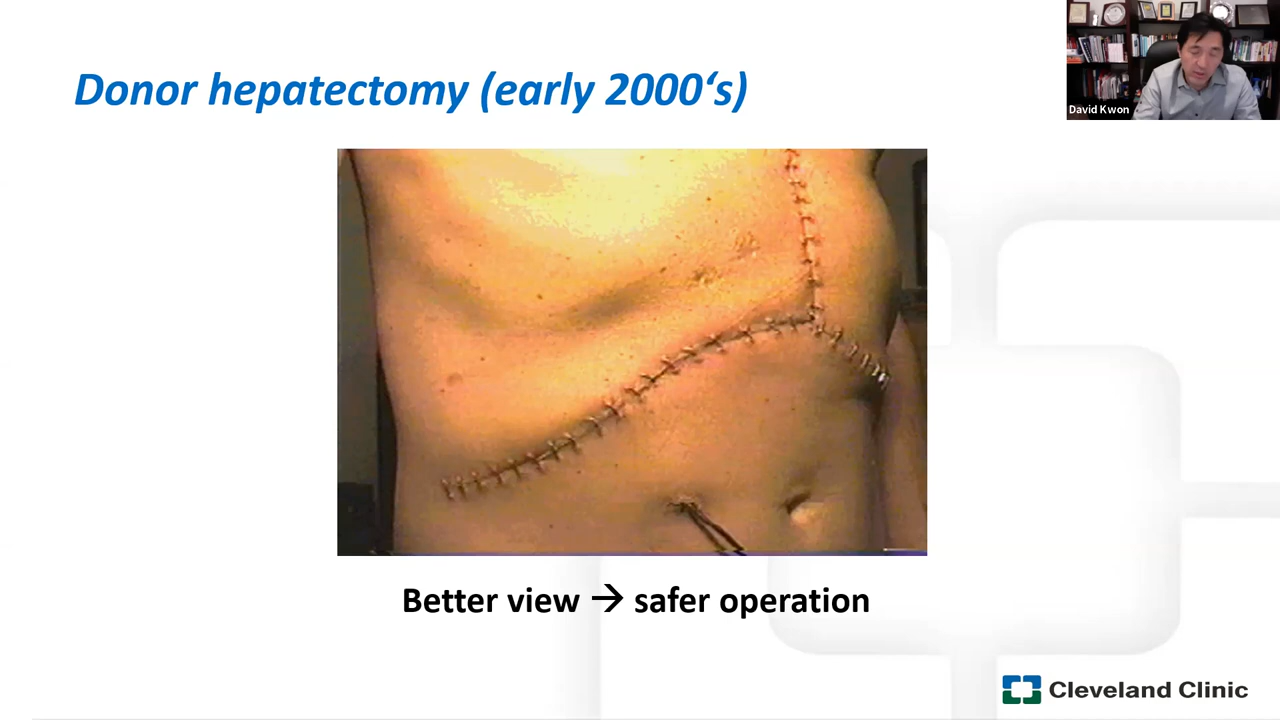 Donor hepatectomy (early 2000‘s)
David Kwon
Better view → safer operation
Cleveland Clinic